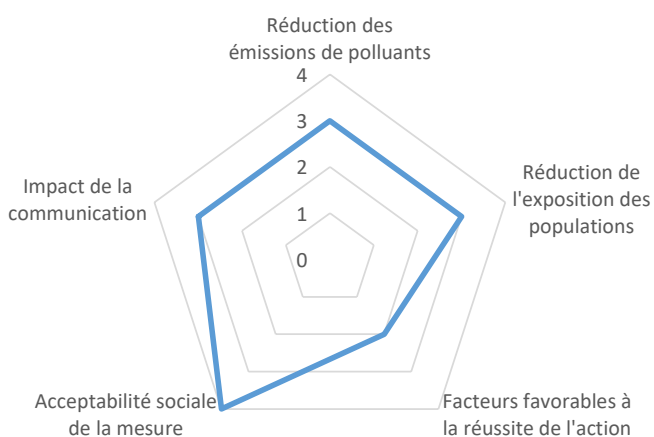 Réduction des
émissions de polluants
4
3
2
1
0
Réduction de
l'exposition des
populations
Facteurs favorables à
la réussite de l'action
Acceptabilité sociale
de la mesure
Impact de la
communication